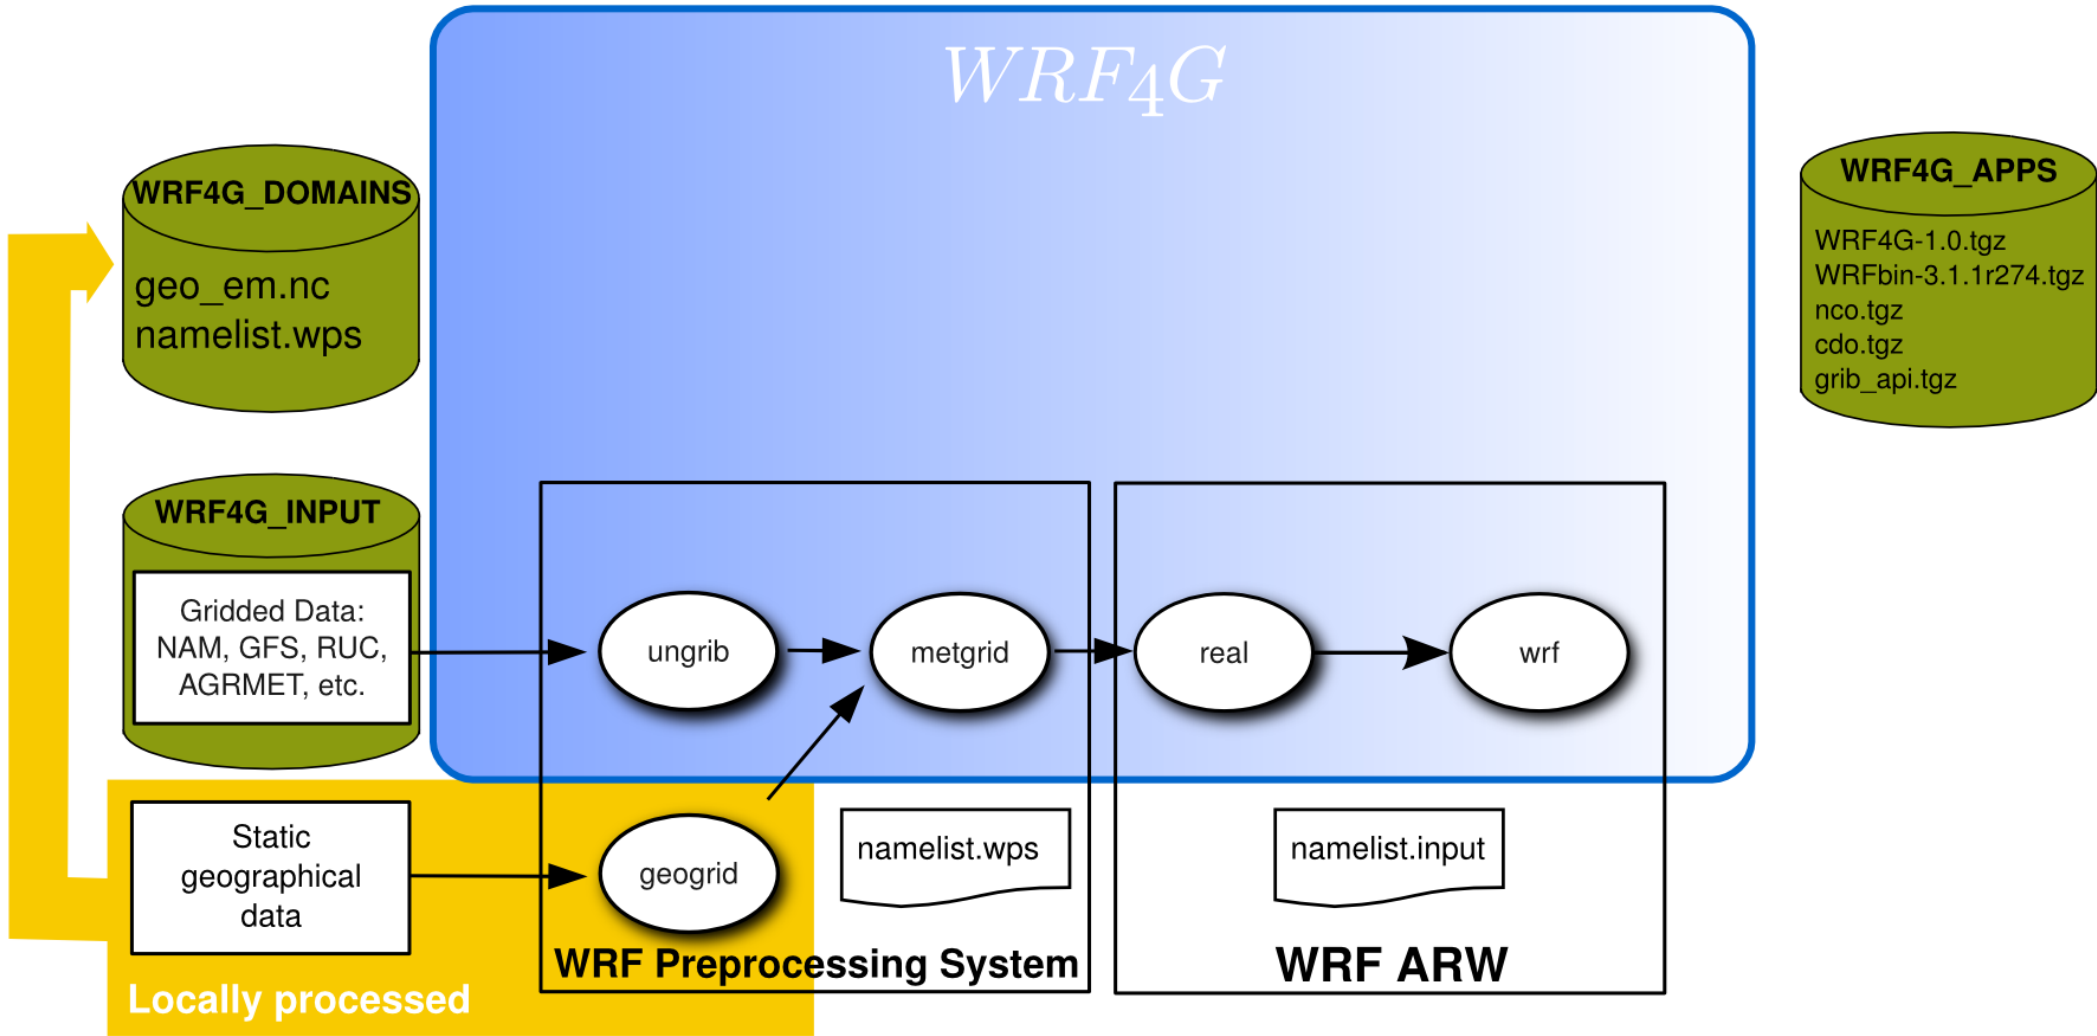 WRF4G
WRF4G_DOMAINS
geo_em.nc
namelist.wps
WRF4G_APPS
WRF4G-1.0.tgz
WRFbin-3.1.1r274.tgz
nco.tgz
cdo.tgz
grib_api.tgz
WRF4G_INPUT
Gridded Data:
NAM, GFS, RUC,
AGRMET, etc.
ungrib
metgrid
real
wrf
Static
geographical
data
geogrid
namelist.wps
namelist.input
WRF Preprocessing System
WRF ARW
Locally processed